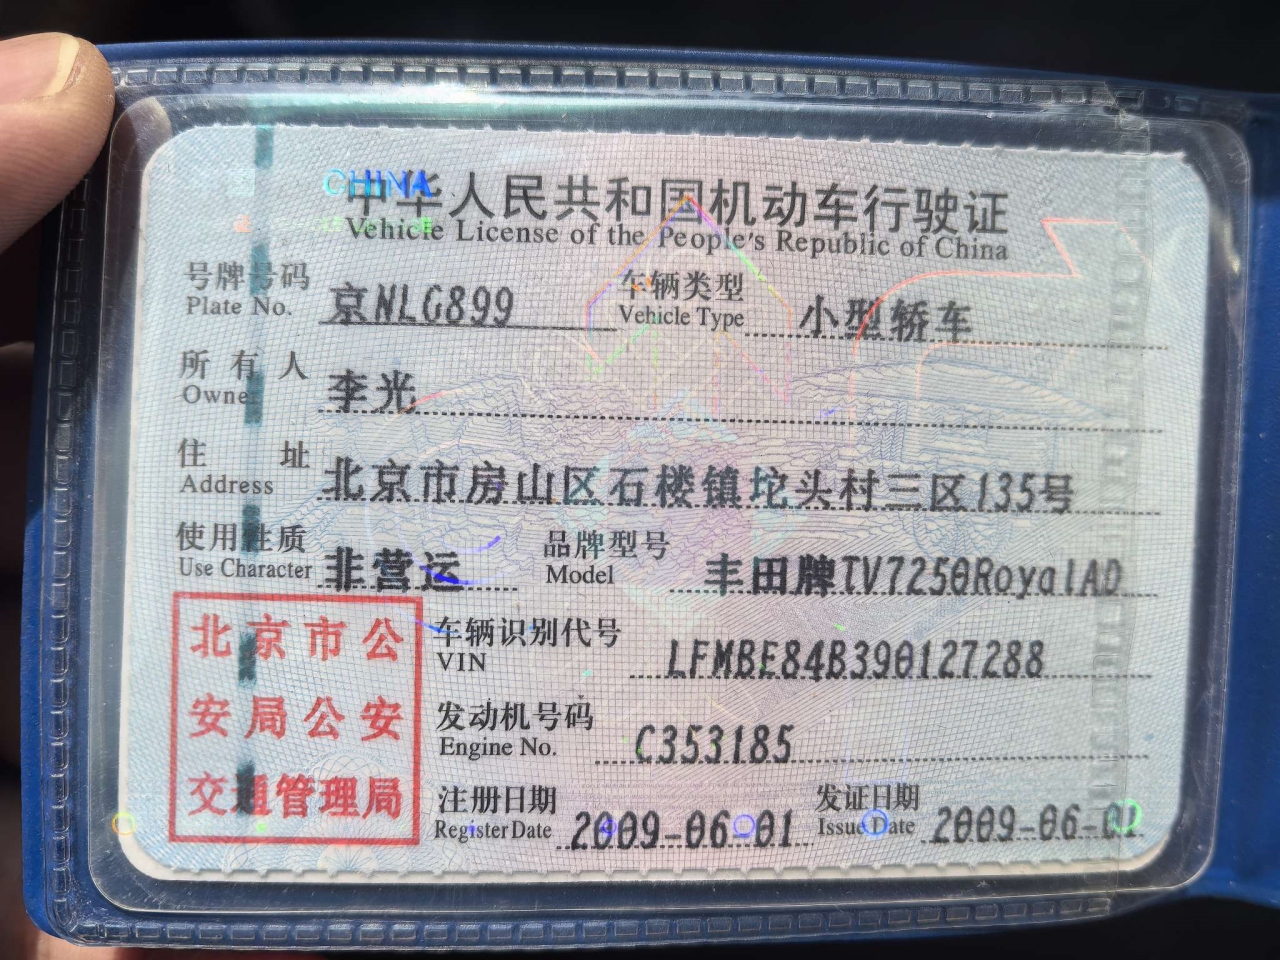 CHINA
中华人民共和国机动车行驶证
Vehicle License of the People's Republic of China
号牌号码 Plate No. 京NLG899 车辆类型 Vehicle Type 小型轿车
所有人 Owner 李光
住址 Address 北京市房山区石楼镇坨头村三区135号
使用性质 Use Character 非营运 品牌型号 Model 丰田牌TV7250RoyalAD
北京市公
安局公安
交通管理局
车辆识别代号 VIN LFMBE84B390127288
发动机号码 Engine No. C353185
注册日期 Register Date 2009-06-01 发证日期 Issue Date 2009-06-01